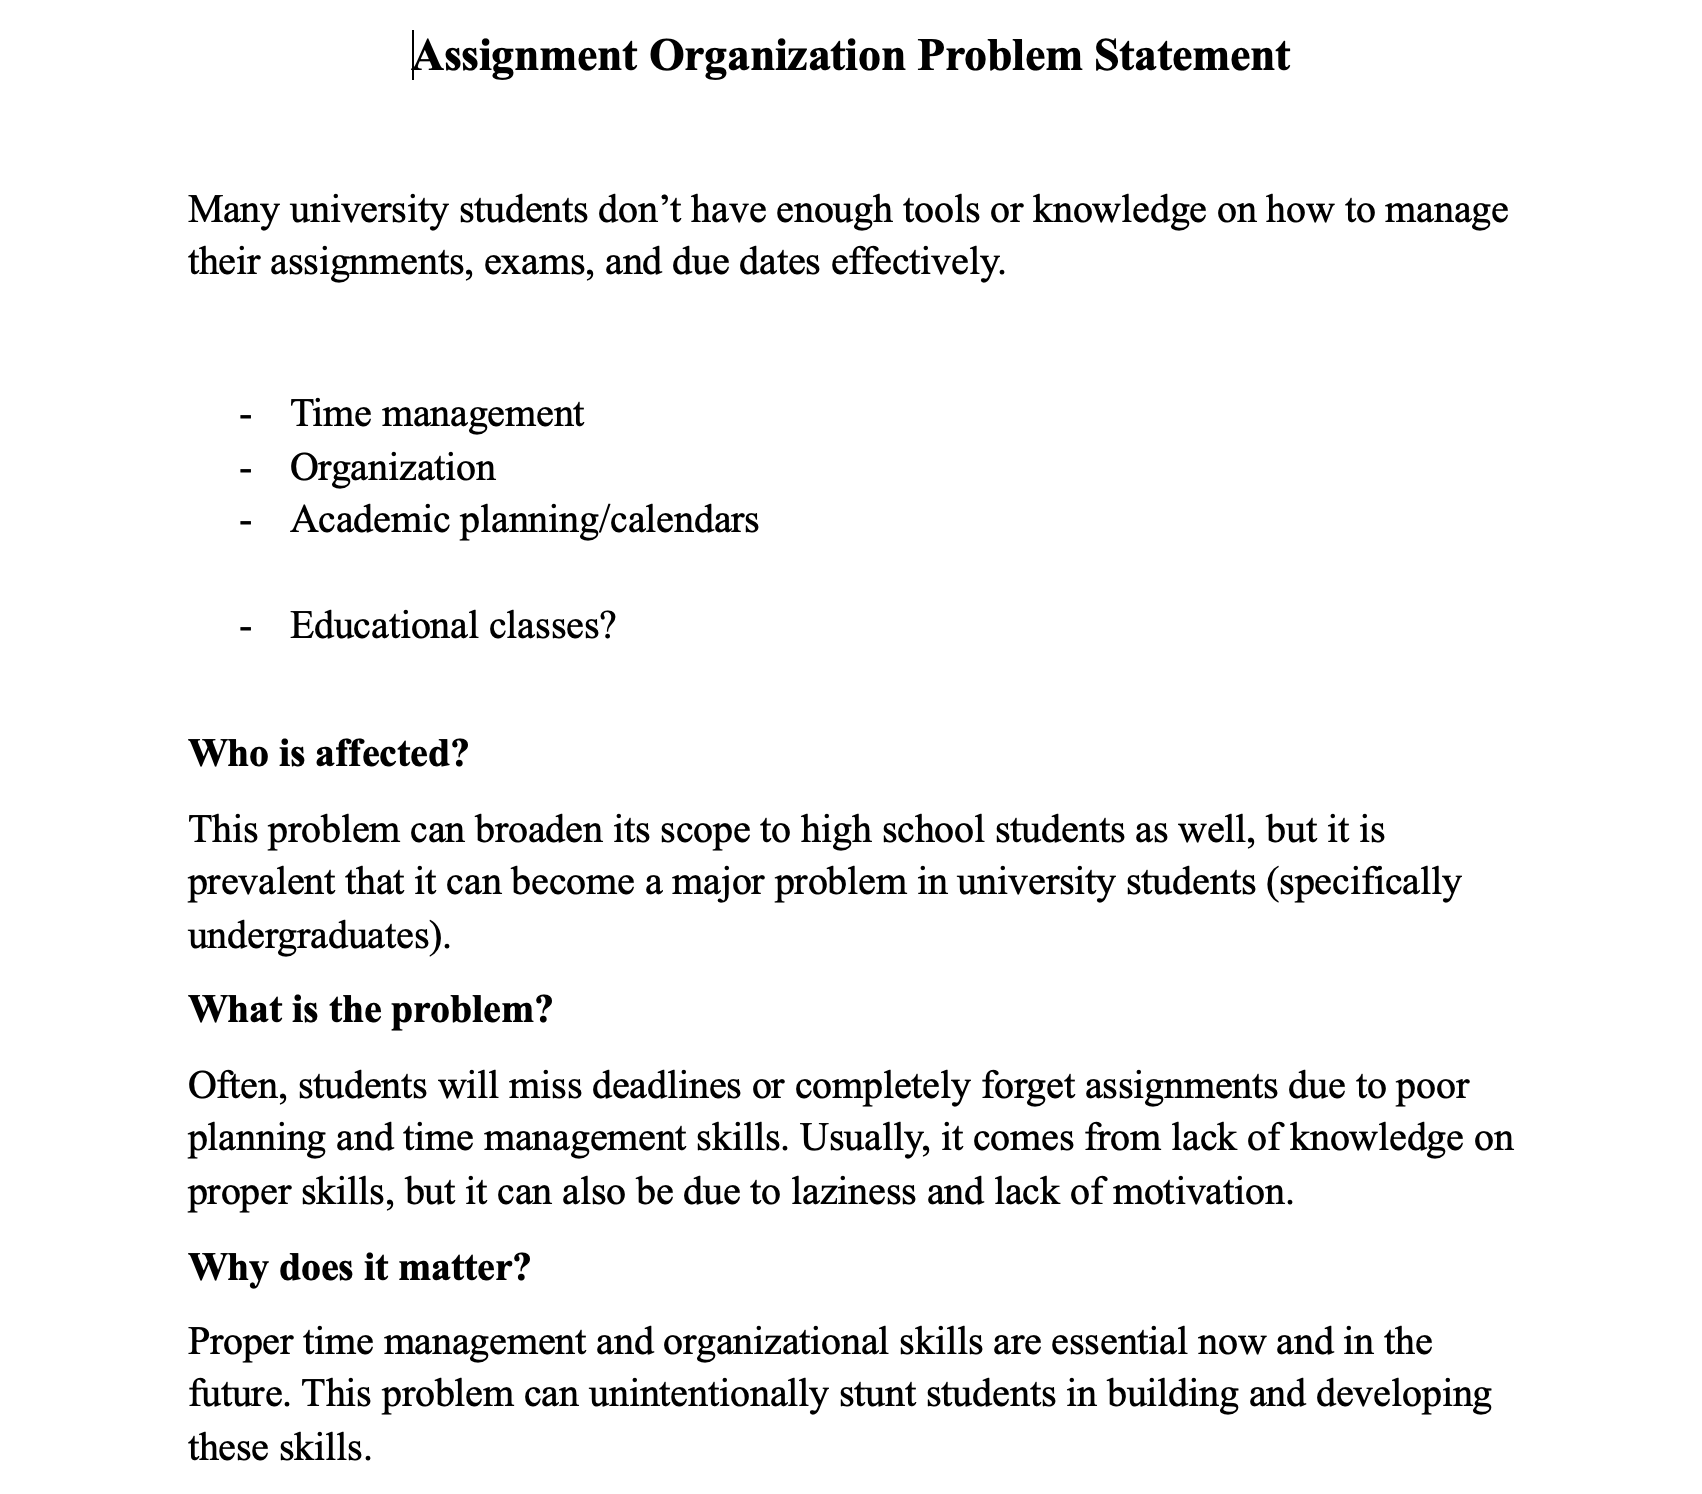 Assignment Organization Problem Statement
Many university students don’t have enough tools or knowledge on how to manage
their assignments, exams, and due dates effectively.
- Time management
- Organization
- Academic planning/calendars
- Educational classes?
Who is affected?
This problem can broaden its scope to high school students as well, but it is
prevalent that it can become a major problem in university students (specifically
undergraduates).
What is the problem?
Often, students will miss deadlines or completely forget assignments due to poor
planning and time management skills. Usually, it comes from lack of knowledge on
proper skills, but it can also be due to laziness and lack of motivation.
Why does it matter?
Proper time management and organizational skills are essential now and in the
future. This problem can unintentionally stunt students in building and developing
these skills.